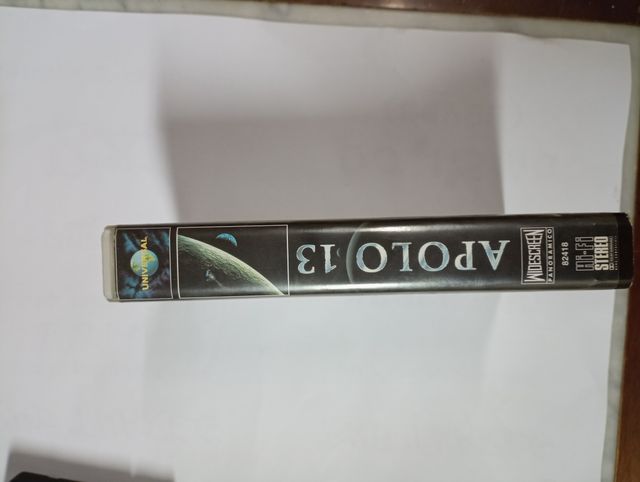 UNIVERSAL
APOLO 13
WIDESCREEN
PANORAMICO
82418
HI-FI
STEREO